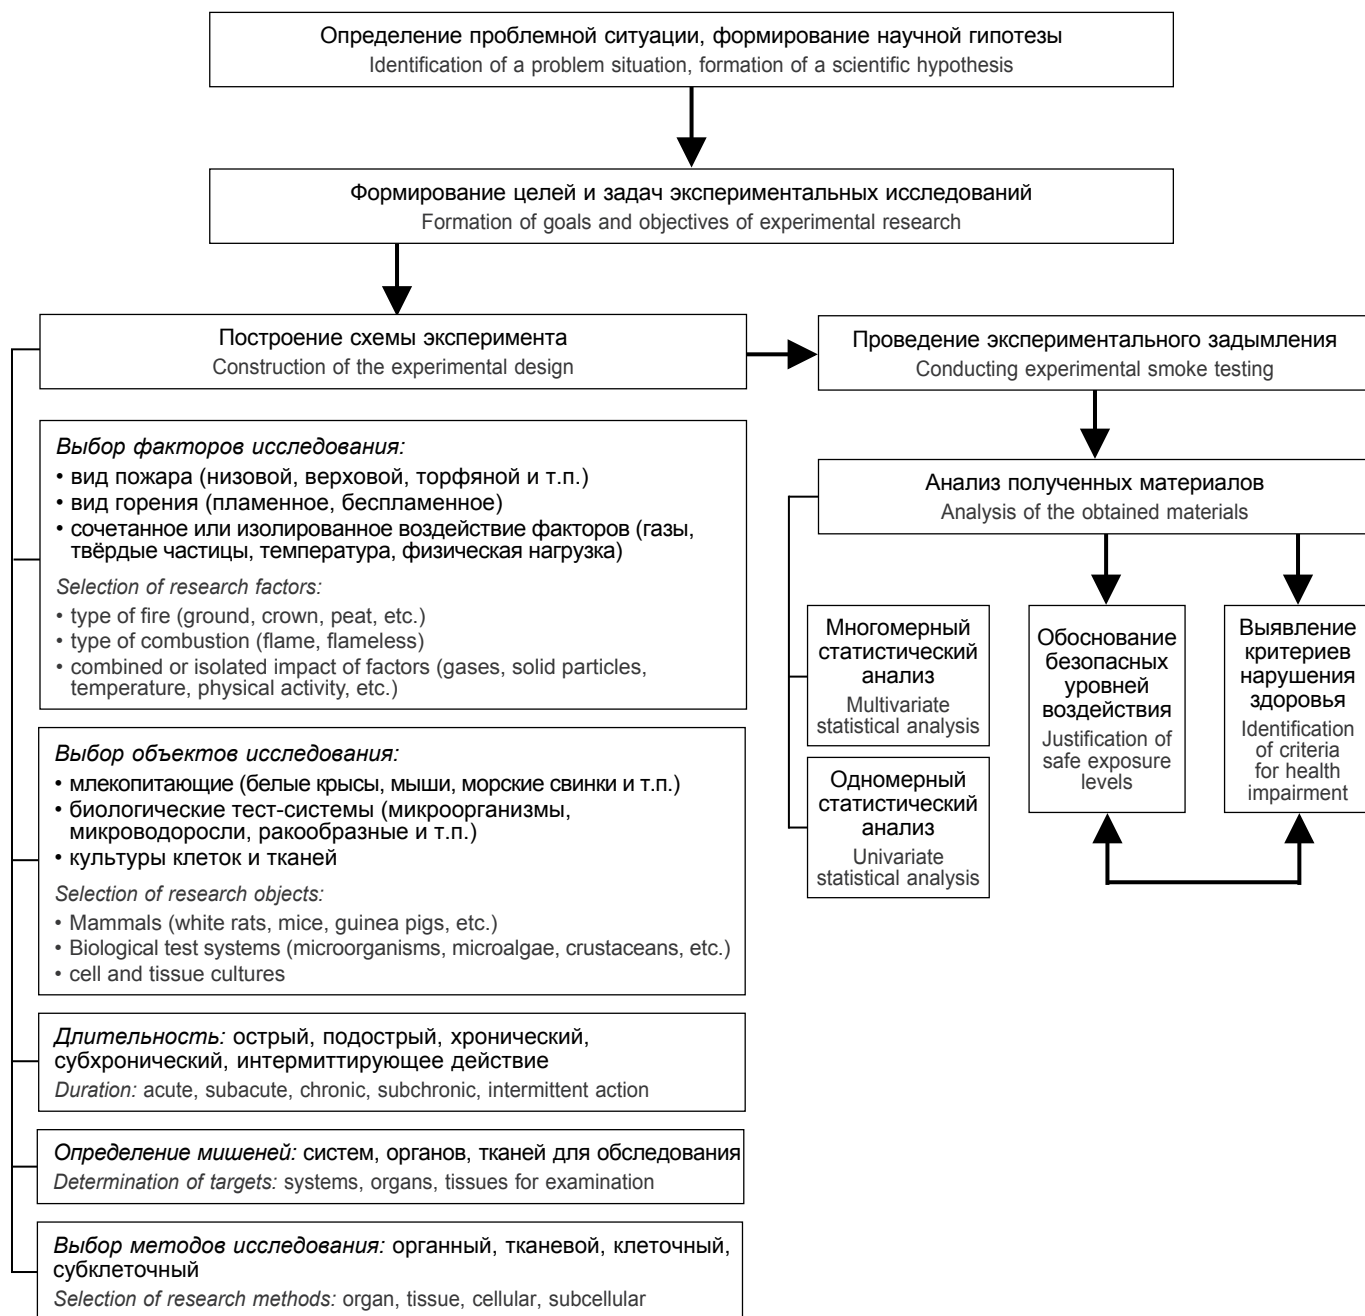 Определение проблемной ситуации, формирование научной гипотезы
Identification of a problem situation, formation of a scientific hypothesis
Формирование целей и задач экспериментальных исследований
Formation of goals and objectives of experimental research
Построение схемы эксперимента
Construction of the experimental design
Выбор факторов исследования:
• вид пожара (низовой, верховой, торфяной и т.п.)
• вид горения (пламенное, беспламенное)
• сочетанное или изолированное воздействие факторов (газы,
твёрдые частицы, температура, физическая нагрузка)
Selection of research factors:
• type of fire (ground, crown, peat, etc.)
• type of combustion (flame, flameless)
• combined or isolated impact of factors (gases, solid particles,
temperature, physical activity, etc.)
Выбор объектов исследования:
• млекопитающие (белые крысы, мыши, морские свинки и т.п.)
• биологические тест-системы (микроорганизмы,
микроводоросли, ракообразные и т.п.)
• культуры клеток и тканей
Selection of research objects:
• Mammals (white rats, mice, guinea pigs, etc.)
• Biological test systems (microorganisms, microalgae, crustaceans, etc.)
• cell and tissue cultures
Длительность: острый, подострый, хронический,
субхронический, интермиттирующее действие
Duration: acute, subacute, chronic, subchronic, intermittent action
Определение мишеней: систем, органов, тканей для обследования
Determination of targets: systems, organs, tissues for examination
Выбор методов исследования: органный, тканевой, клеточный,
субклеточный
Selection of research methods: organ, tissue, cellular, subcellular
Проведение экспериментального задымления
Conducting experimental smoke testing
Анализ полученных материалов
Analysis of the obtained materials
Многомерный
статистический
анализ
Multivariate
statistical analysis
Одномерный
статистический
анализ
Univariate
statistical analysis
Обоснование
безопасных
уровней
воздействия
Justification of
safe exposure
levels
Выявление
критериев
нарушения
здоровья
Identification
of criteria
for health
impairment